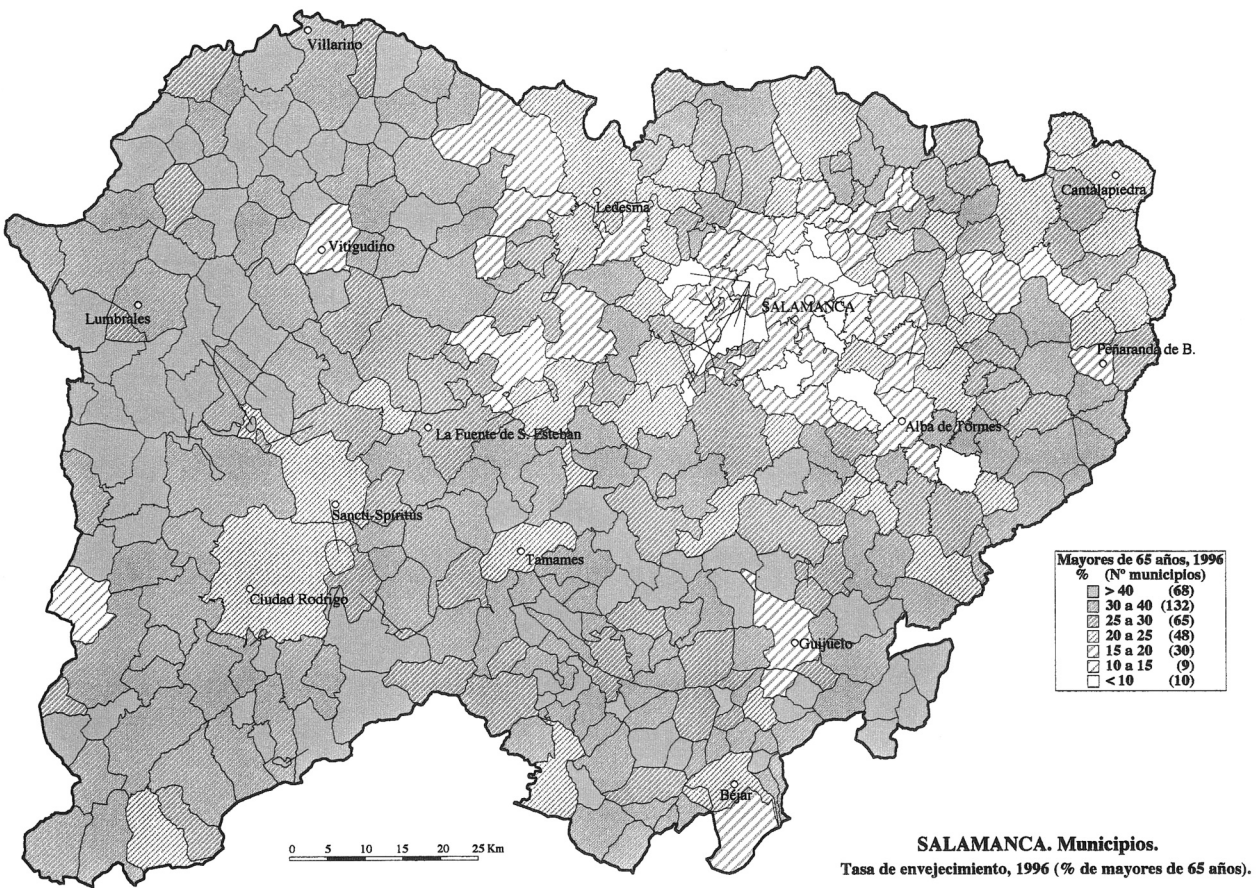 Villarino
Cantalapiedra
Ledesma
Vitigudino
Lumbrales
SALAMANCA
Peñaranda de B.
La Fuente de S. Esteban
Alba de Tormes
Sancti-Spíritus
Tamames
Ciudad Rodrigo
Guijuelo
Béjar
Mayores de 65 años, 1996
% (Nº municipios)
> 40 (68)
30 a 40 (132)
25 a 30 (65)
20 a 25 (48)
15 a 20 (30)
10 a 15 (9)
< 10 (10)
0 5 10 15 20 25 Km
SALAMANCA. Municipios.
Tasa de envejecimiento, 1996 (% de mayores de 65 años).